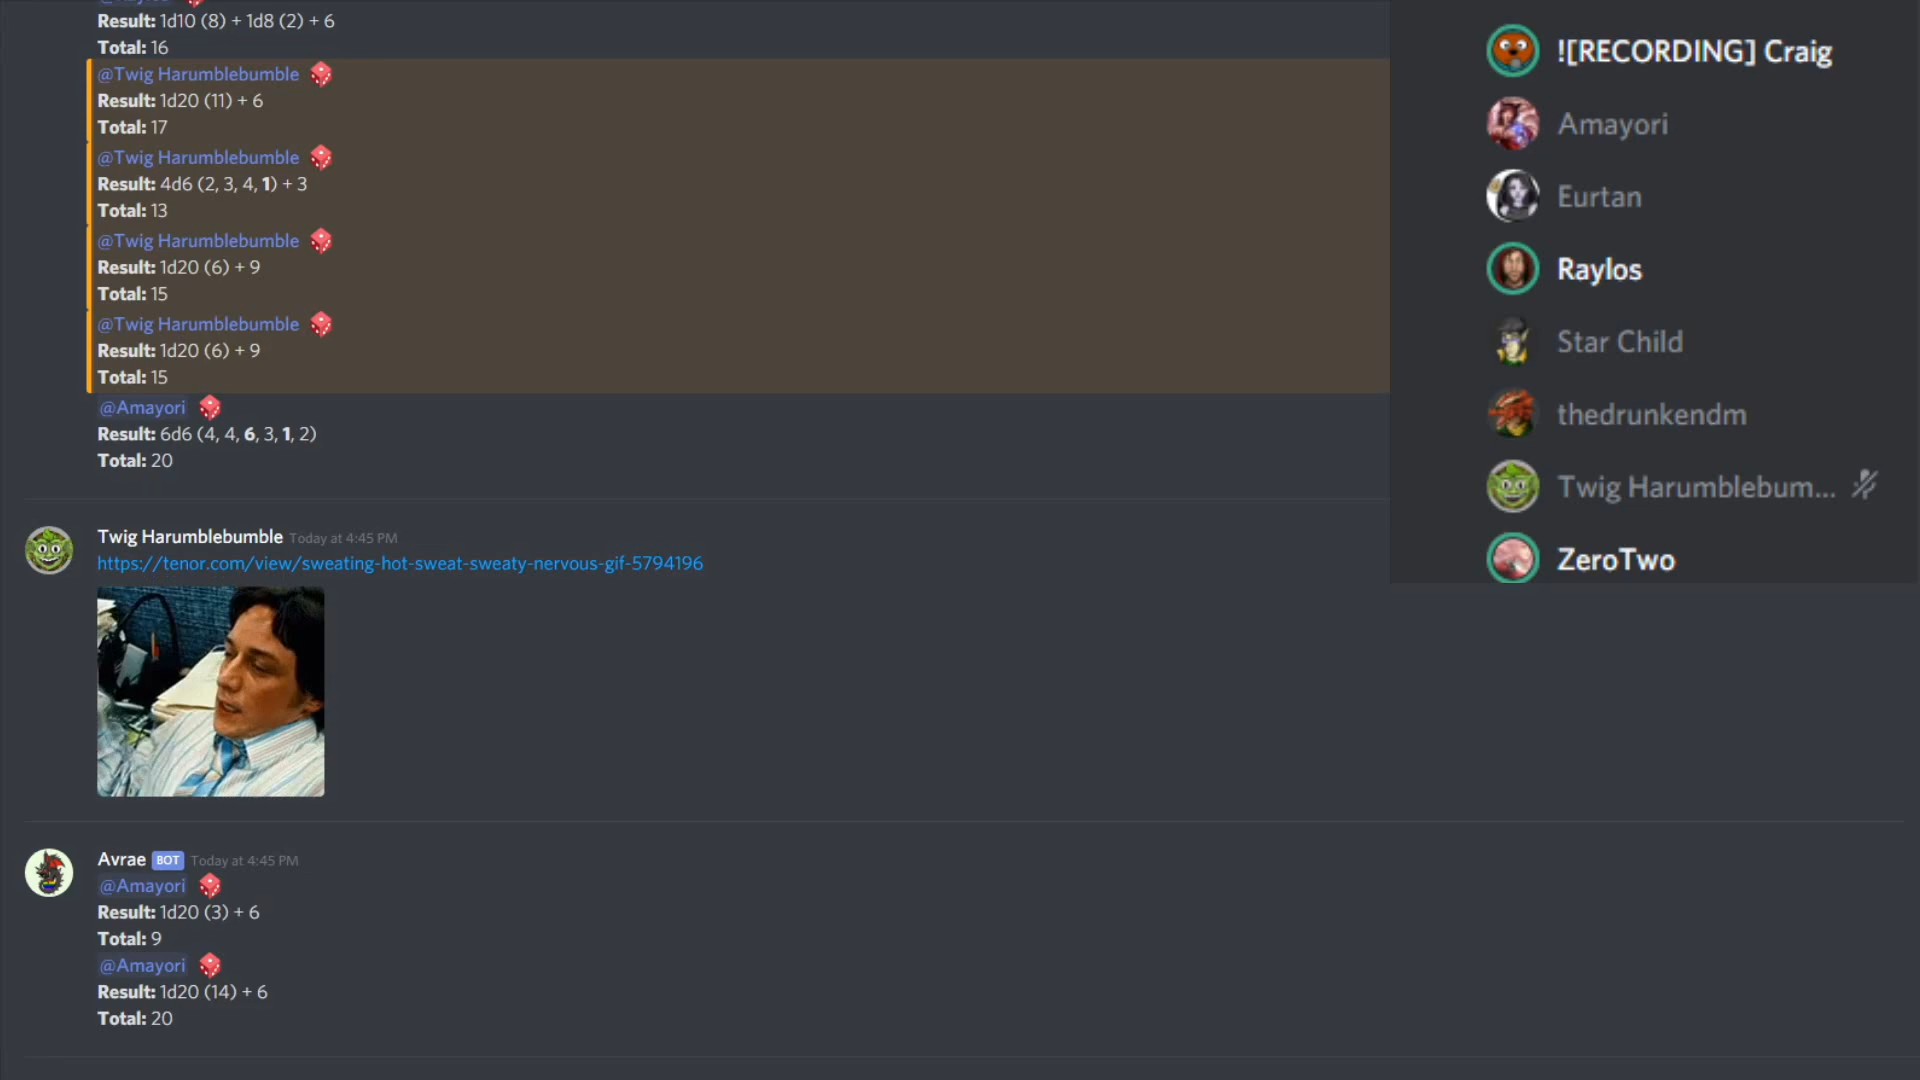 Result: 1d10 (8) + 1d8 (2) + 6
Total: 16
@Twig Harumblebumble
Result: 1d20 (11) + 6
Total: 17
@Twig Harumblebumble
Result: 4d6 (2, 3, 4, 1) + 3
Total: 13
@Twig Harumblebumble
Result: 1d20 (6) + 9
Total: 15
@Twig Harumblebumble
Result: 1d20 (6) + 9
Total: 15
@Amayori
Result: 6d6 (4, 4, 6, 3, 1, 2)
Total: 20
Twig Harumblebumble Today at 4:45 PM
https://tenor.com/view/sweating-hot-sweat-sweaty-nervous-gif-5794196
Avrae BOT Today at 4:45 PM
@Amayori
Result: 1d20 (3) + 6
Total: 9
@Amayori
Result: 1d20 (14) + 6
Total: 20
![RECORDING] Craig
Amayori
Eurtan
Raylos
Star Child
thedrunkendm
Twig Harumblebum...
ZeroTwo